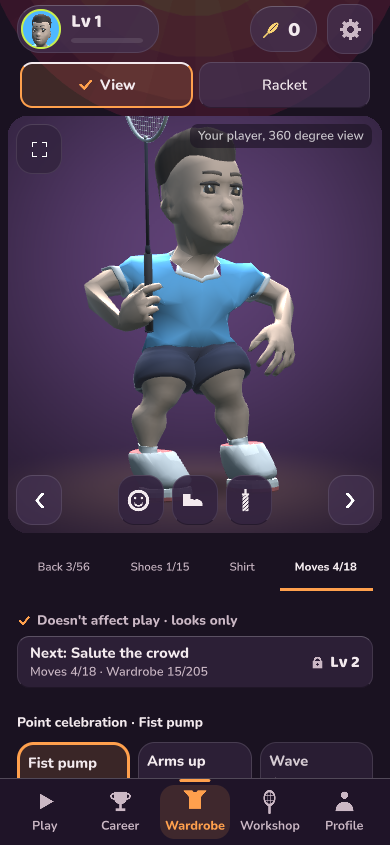 Lv 1
0
View
Racket
Your player, 360 degree view
Back 3/56
Shoes 1/15
Shirt
Moves 4/18
Doesn't affect play · looks only
Next: Salute the crowd
Moves 4/18 · Wardrobe 15/205
Lv 2
Point celebration · Fist pump
Fist pump
Arms up
Wave
Play
Career
Wardrobe
Workshop
Profile